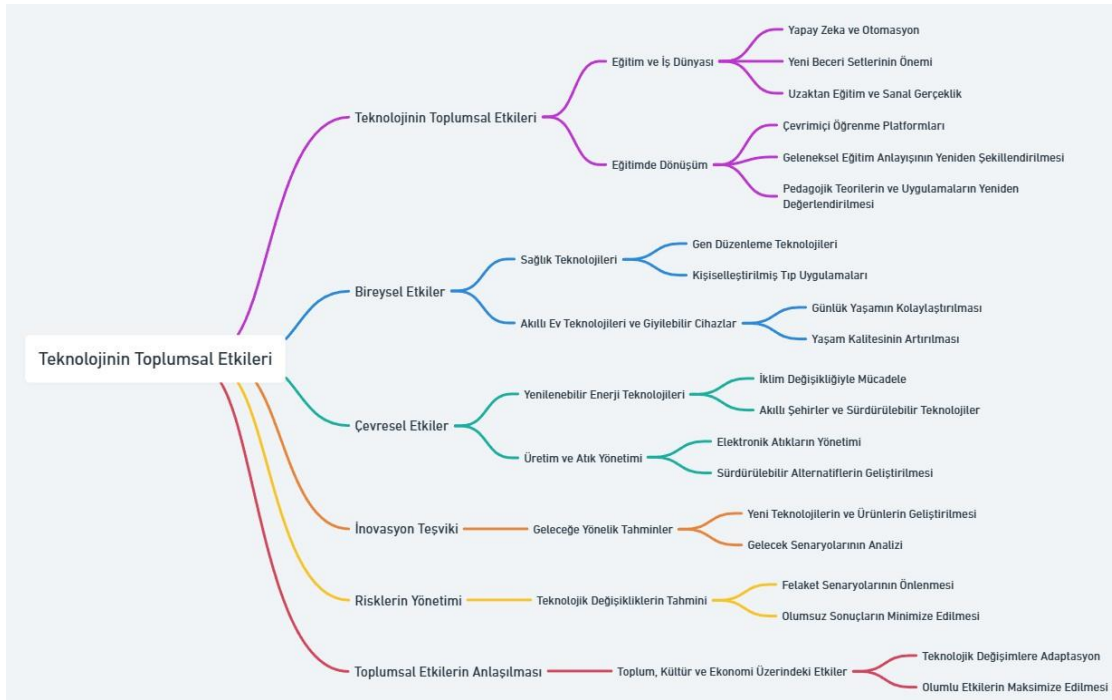 Teknolojinin Toplumsal Etkileri
Teknolojinin Toplumsal Etkileri
Eğitim ve İş Dünyası
Yapay Zeka ve Otomasyon
Yeni Beceri Setlerinin Önemi
Uzaktan Eğitim ve Sanal Gerçeklik
Eğitimde Dönüşüm
Çevrimiçi Öğrenme Platformları
Geleneksel Eğitim Anlayışının Yeniden Şekillendirilmesi
Pedagojik Teorilerin ve Uygulamaların Yeniden
Değerlendirilmesi
Bireysel Etkiler
Sağlık Teknolojileri
Gen Düzenleme Teknolojileri
Kişiselleştirilmiş Tıp Uygulamaları
Akıllı Ev Teknolojileri ve Giyilebilir Cihazlar
Günlük Yaşamın Kolaylaştırılması
Yaşam Kalitesinin Artırılması
Çevresel Etkiler
Yenilenebilir Enerji Teknolojileri
İklim Değişikliğiyle Mücadele
Akıllı Şehirler ve Sürdürülebilir Teknolojiler
Üretim ve Atık Yönetimi
Elektronik Atıkların Yönetimi
Sürdürülebilir Alternatiflerin Geliştirilmesi
İnovasyon Teşviki
Geleceğe Yönelik Tahminler
Yeni Teknolojilerin ve Ürünlerin Geliştirilmesi
Gelecek Senaryolarının Analizi
Risklerin Yönetimi
Teknolojik Değişikliklerin Tahmini
Felaket Senaryolarının Önlenmesi
Olumsuz Sonuçların Minimize Edilmesi
Toplumsal Etkilerin Anlaşılması
Toplum, Kültür ve Ekonomi Üzerindeki Etkiler
Teknolojik Değişimlere Adaptasyon
Olumlu Etkilerin Maksimize Edilmesi